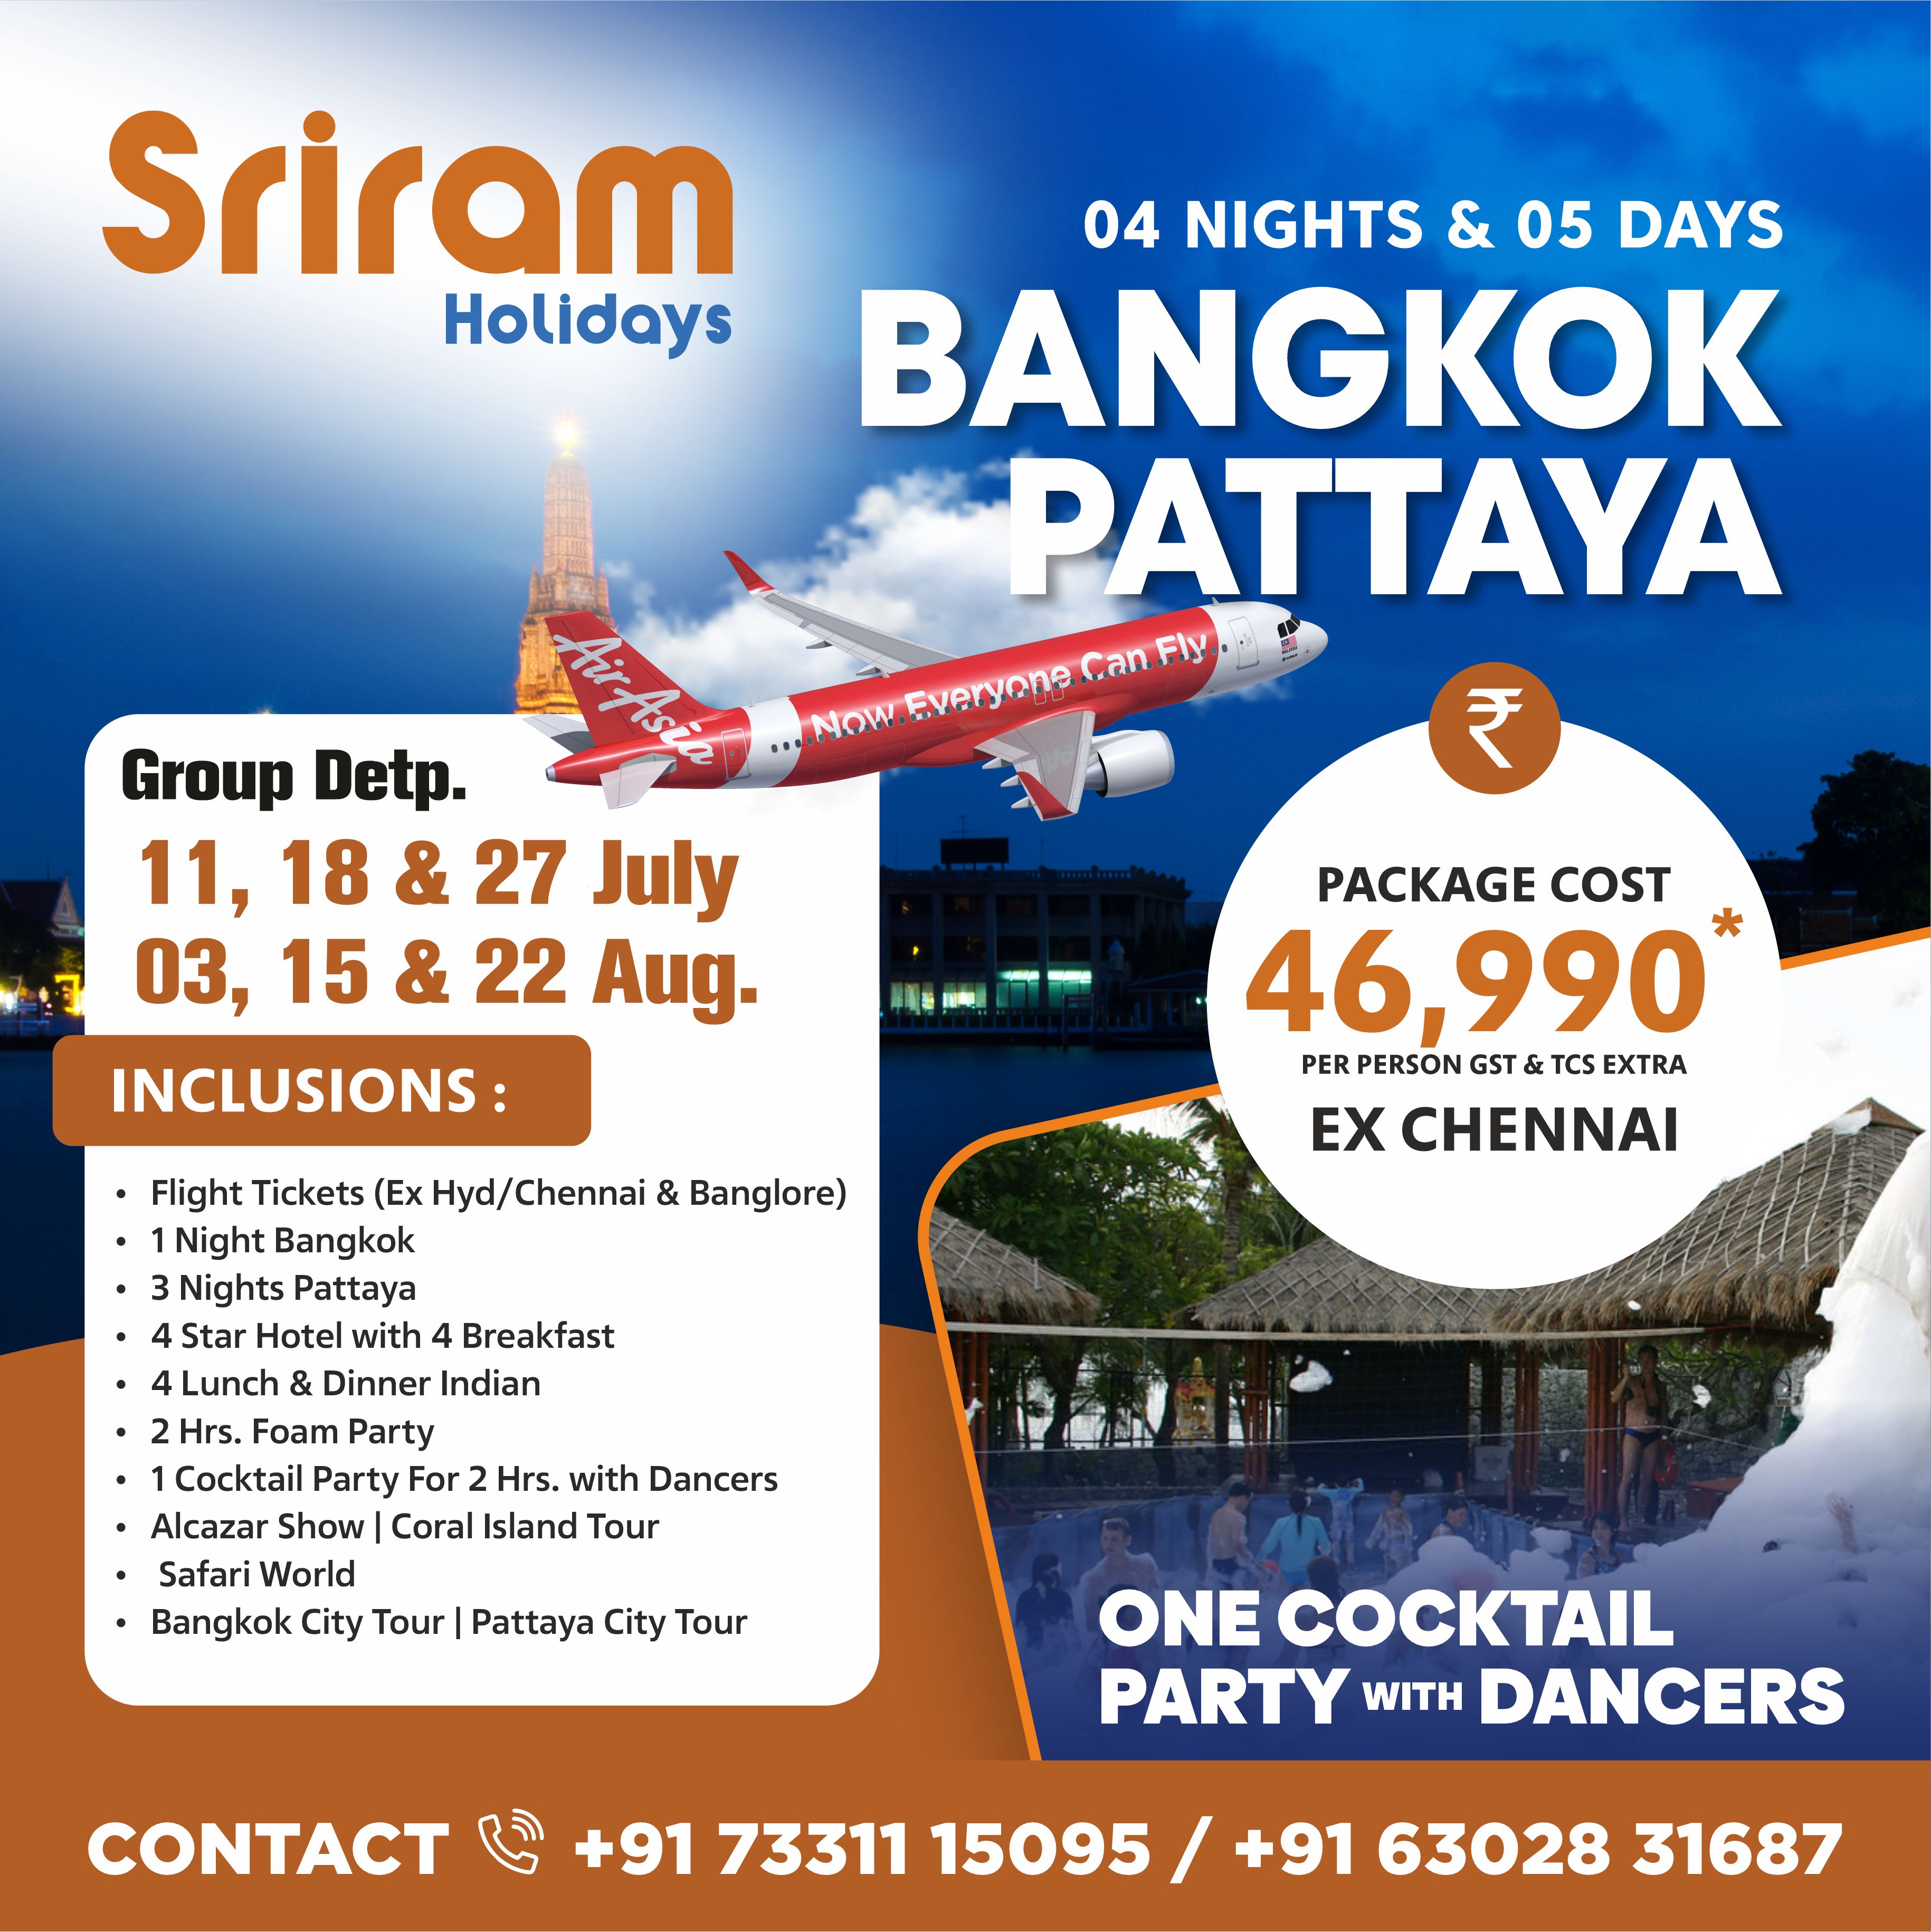 Sriram
Holidays
04 NIGHTS & 05 DAYS
BANGKOK
PATTAYA
AirAsia
Now Everyone Can Fly
Group Detp.
11, 18 & 27 July
03, 15 & 22 Aug.
₹
PACKAGE COST
46,990*
PER PERSON GST & TCS EXTRA
EX CHENNAI
INCLUSIONS :
• Flight Tickets (Ex Hyd/Chennai & Banglore)
• 1 Night Bangkok
• 3 Nights Pattaya
• 4 Star Hotel with 4 Breakfast
• 4 Lunch & Dinner Indian
• 2 Hrs. Foam Party
• 1 Cocktail Party For 2 Hrs. with Dancers
• Alcazar Show | Coral Island Tour
• Safari World
• Bangkok City Tour | Pattaya City Tour
ONE COCKTAIL
PARTY WITH DANCERS
CONTACT +91 73311 15095 / +91 63028 31687